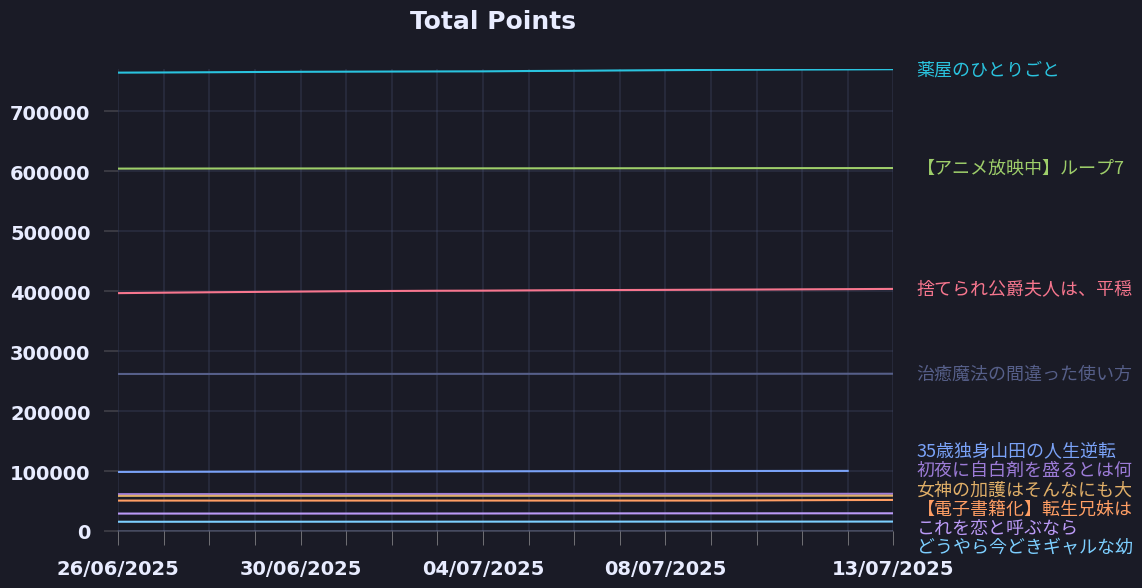 Total Points
700000
600000
500000
400000
300000
200000
100000
0
26/06/2025
30/06/2025
04/07/2025
08/07/2025
13/07/2025
薬屋のひとりごと
【アニメ放映中】ループ7
捨てられ公爵夫人は、平穏
治癒魔法の間違った使い方
35歳独身山田の人生逆転
初夜に自白剤を盛るとは何
女神の加護はそんなにも大
【電子書籍化】転生兄妹は
これを恋と呼ぶなら
どうやら今どきギャルな幼